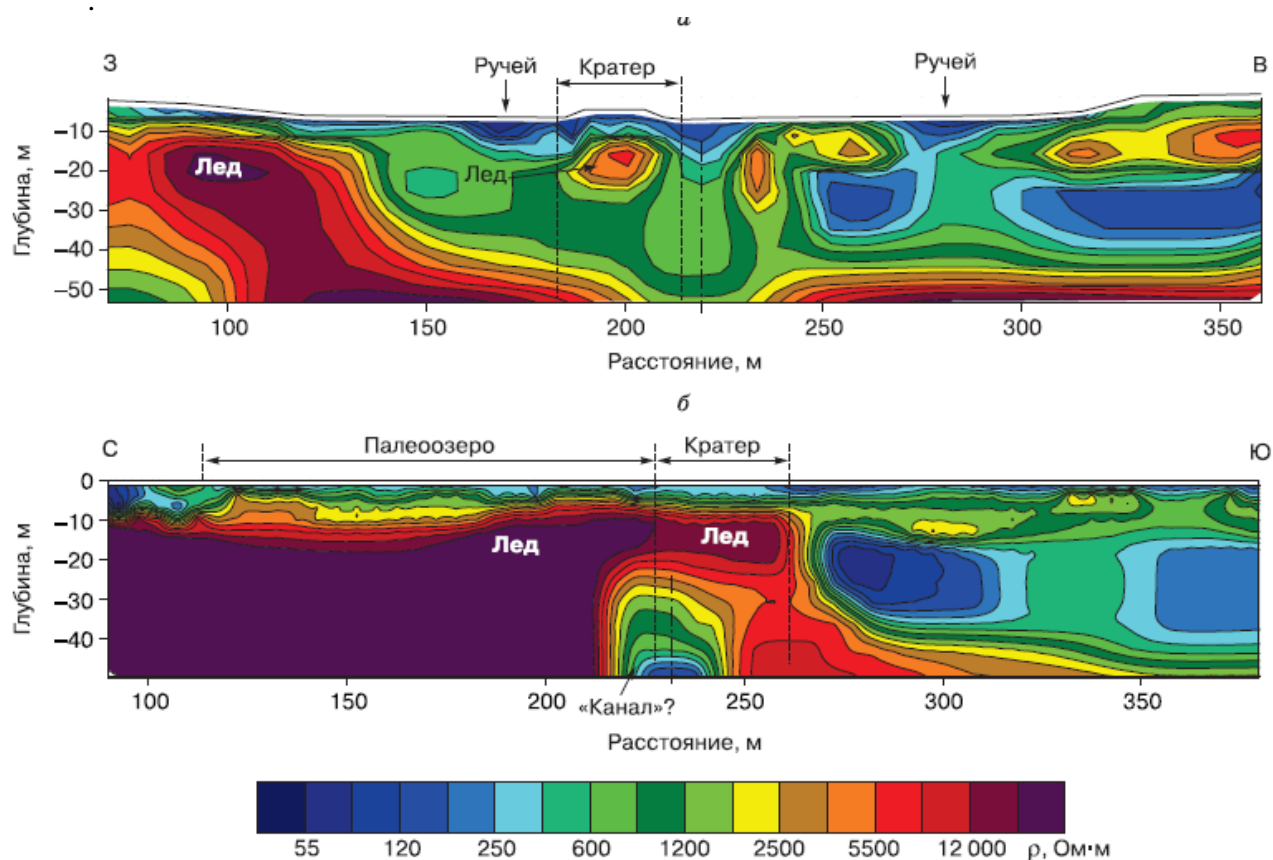 а
З Ручей Кратер Ручей В
–10
–20
–30
–40
–50
Глубина, м
Лед
Лед
100 150 200 250 300 350
Расстояние, м
б
С Палеоозеро Кратер Ю
0
–10
–20
–30
–40
Глубина, м
Лед
Лед
100 150 200 250 300 350
«Канал»?
Расстояние, м
55 120 250 600 1200 2500 5500 12 000 ρ, Ом·м